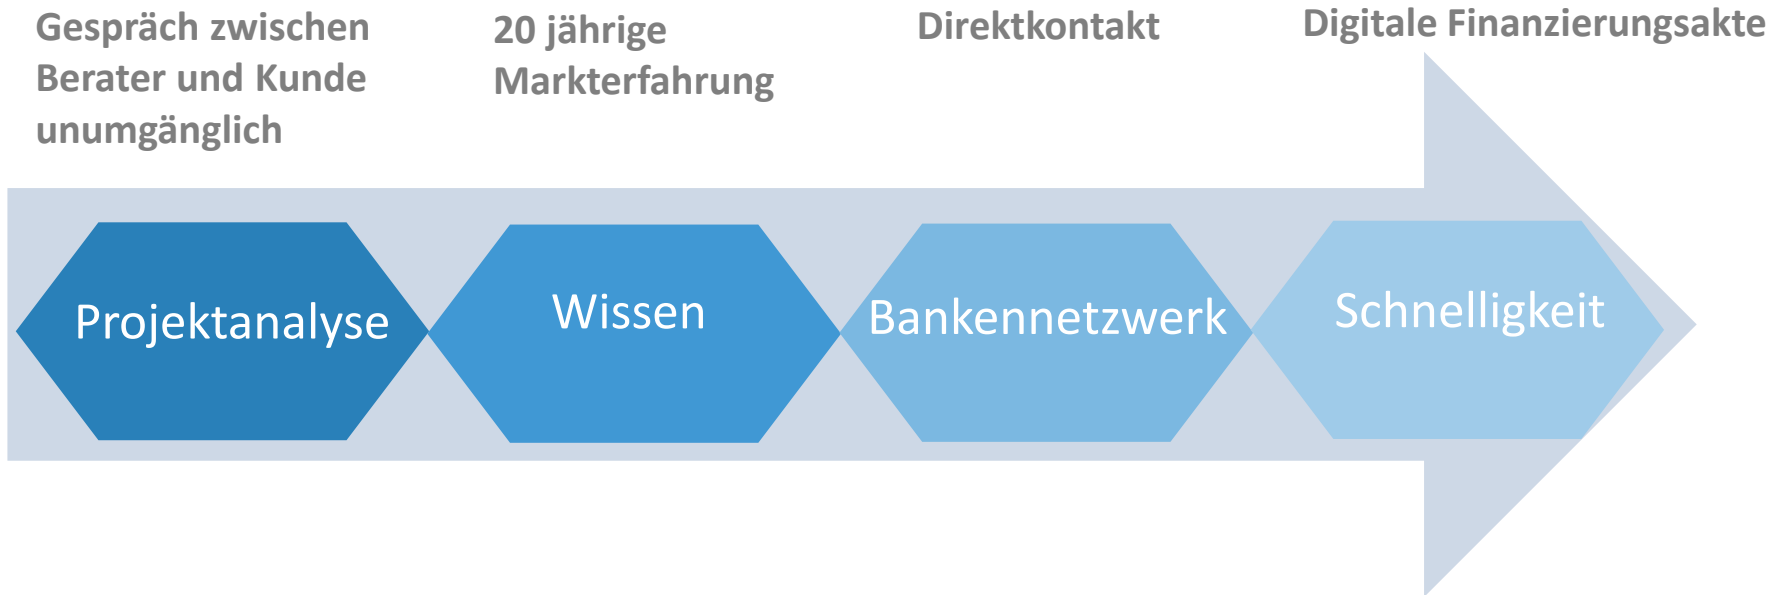 Gespräch zwischen
Berater und Kunde
unumgänglich
20 jährige
Markterfahrung
Direktkontakt
Digitale Finanzierungsakte
Projektanalyse
Wissen
Bankennetzwerk
Schnelligkeit